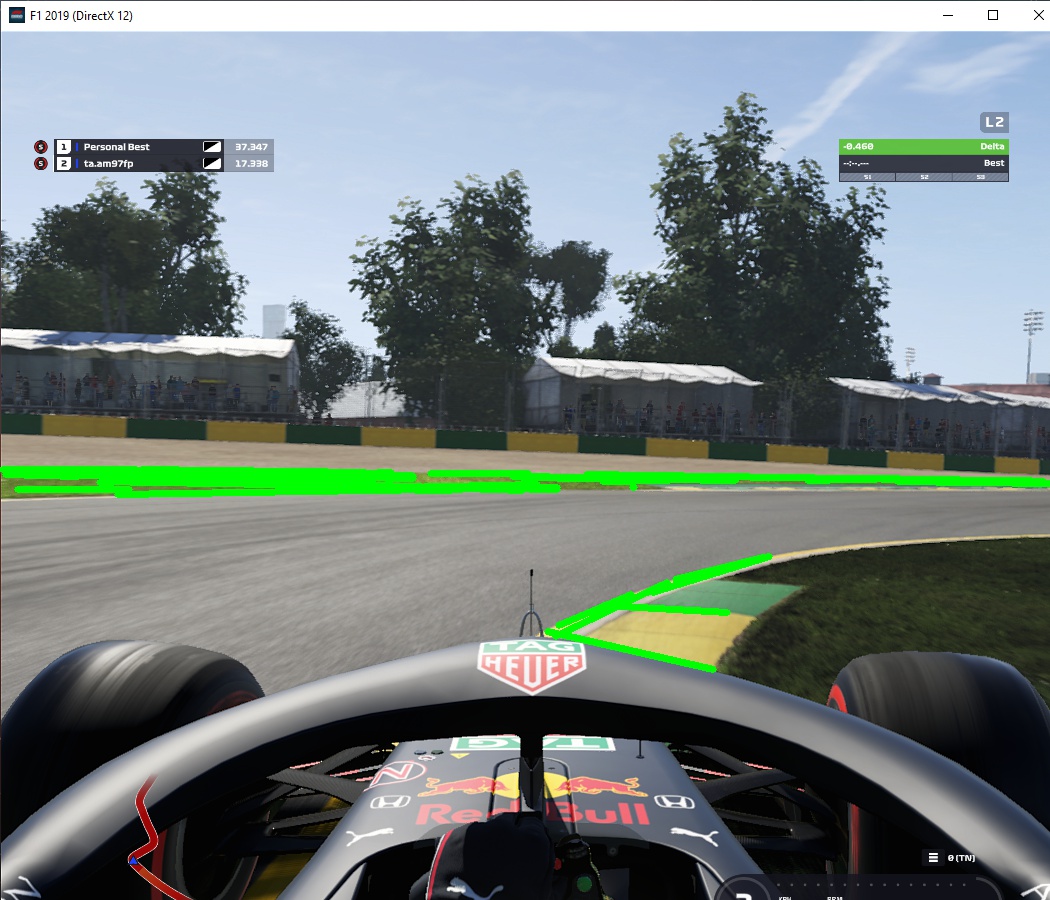 F1 2019 (DirectX 12)
L2
S 1 Personal Best 37.347
-0.460 Delta
S 2 ta.am97fp 17.338
--:--.--- Best
S1 S2 S3
TAG
HEUER
TAG
Red Bull
0 (TN)